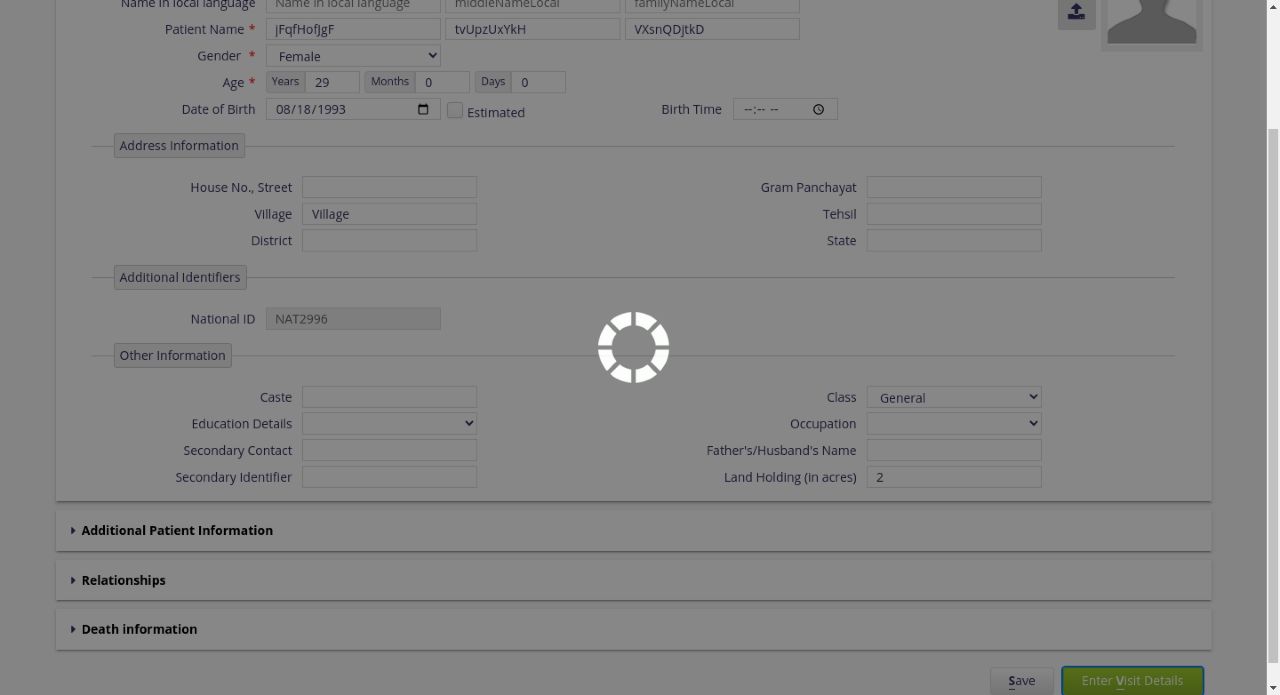 Name in local language Name in local language middleNameLocal familyNameLocal
Patient Name * jFqfHofJgF tvUpzUxYkH VXsnQDjtkD
Gender * Female
Age * Years 29 Months 0 Days 0
Date of Birth 08/18/1993 Estimated Birth Time --:-- --
Address Information
House No., Street Gram Panchayat
Village Village Tehsil
District State
Additional Identifiers
National ID NAT2996
Other Information
Caste Class General
Education Details Occupation
Secondary Contact Father's/Husband's Name
Secondary Identifier Land Holding (in acres) 2
Additional Patient Information
Relationships
Death information
Save Enter Visit Details